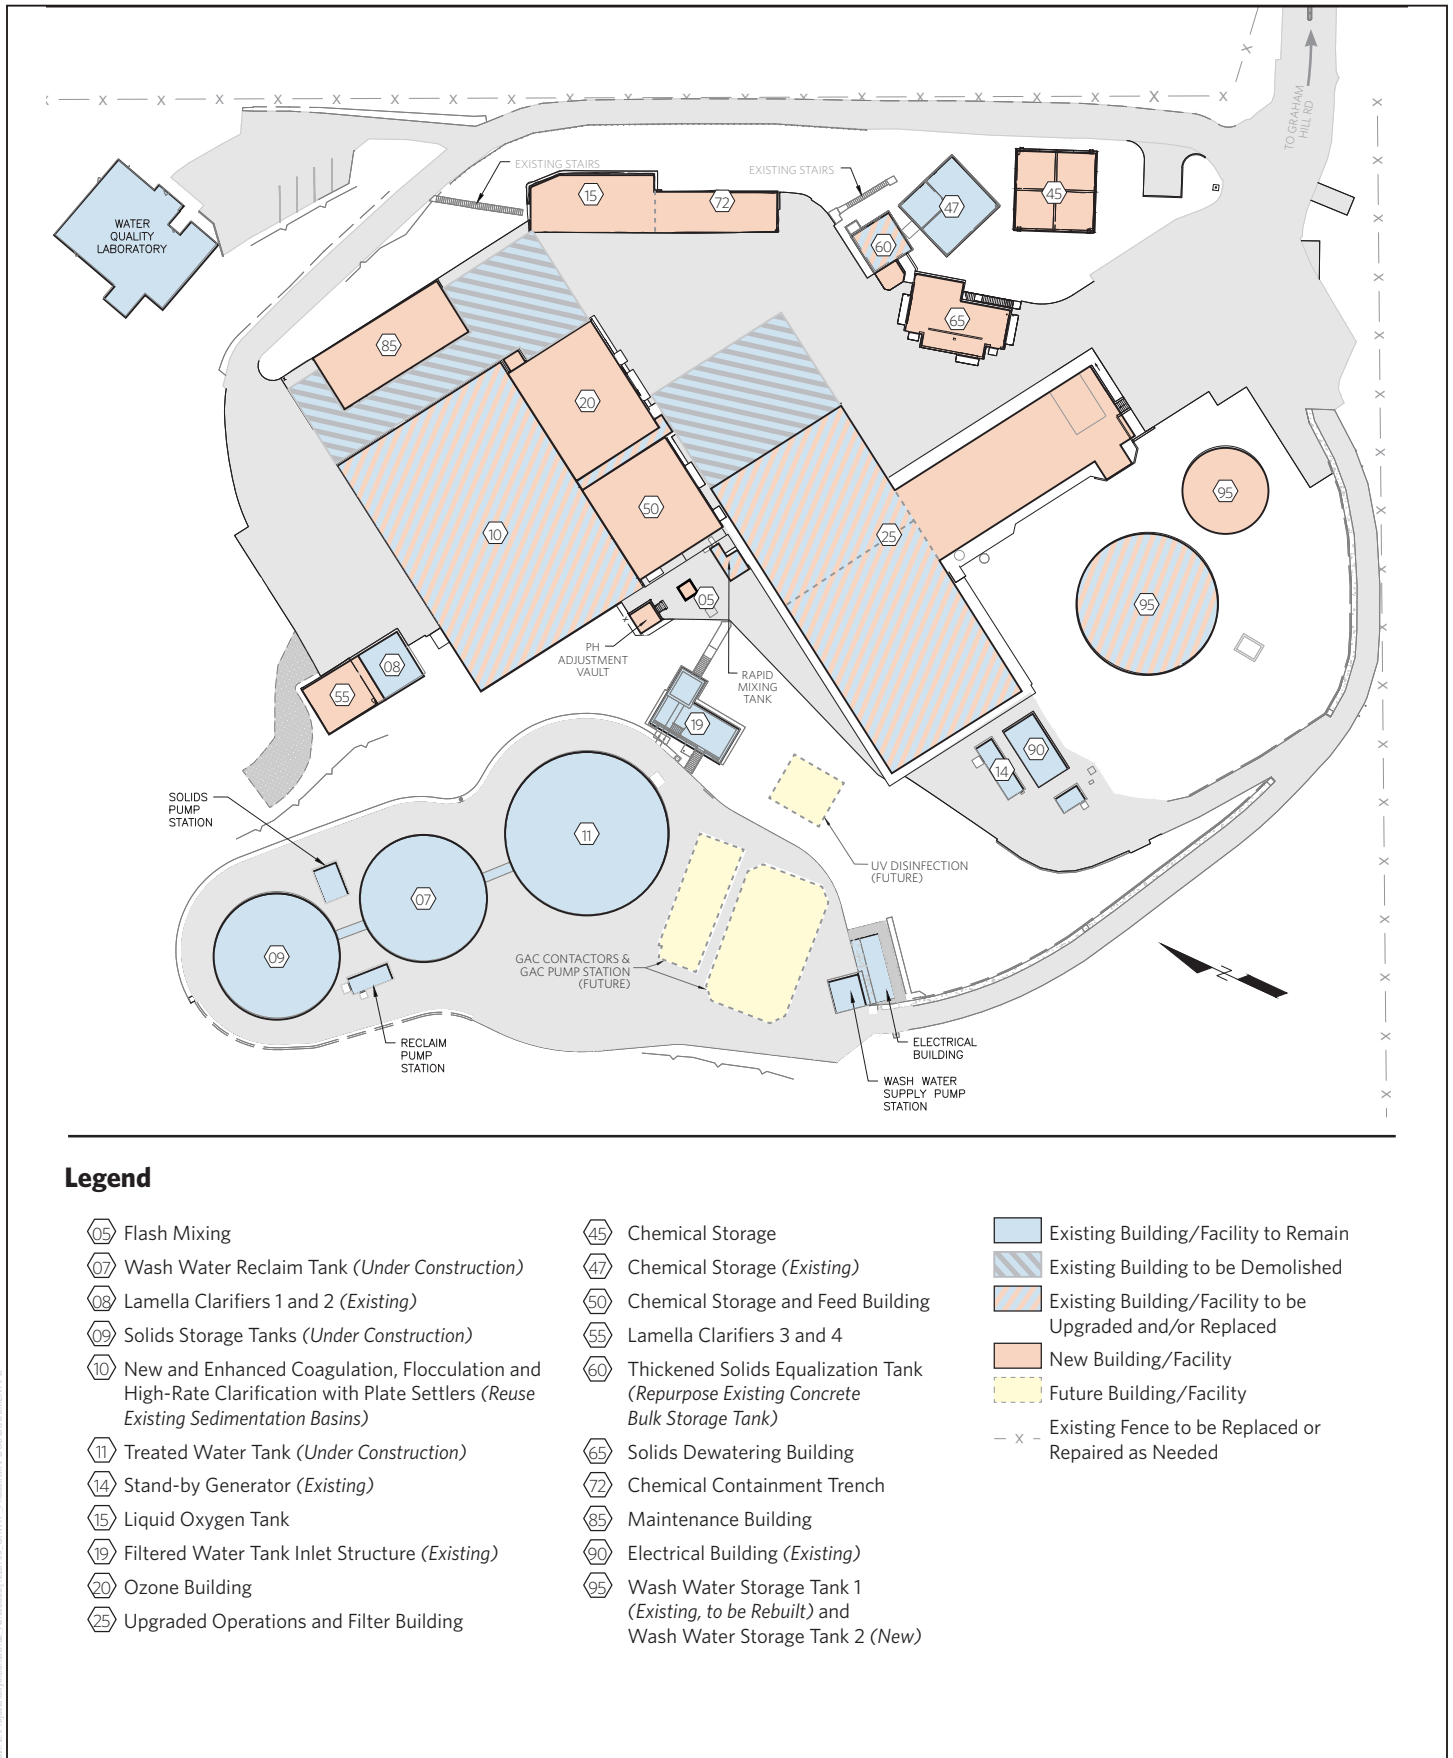 TO GRAHAM
HILL RD
EXISTING STAIRS
EXISTING STAIRS
15
72
47
45
60
WATER
QUALITY
LABORATORY
65
85
20
95
50
10
25
05
95
PH
ADJUSTMENT
VAULT
RAPID
MIXING
TANK
08
55
19
90
14
SOLIDS
PUMP
STATION
11
UV DISINFECTION
(FUTURE)
07
09
GAC CONTACTORS &
GAC PUMP STATION
(FUTURE)
Z
RECLAIM
PUMP
STATION
ELECTRICAL
BUILDING
WASH WATER
SUPPLY PUMP
STATION
Legend
05 Flash Mixing
07 Wash Water Reclaim Tank (Under Construction)
08 Lamella Clarifiers 1 and 2 (Existing)
09 Solids Storage Tanks (Under Construction)
10 New and Enhanced Coagulation, Flocculation and
High-Rate Clarification with Plate Settlers (Reuse
Existing Sedimentation Basins)
11 Treated Water Tank (Under Construction)
14 Stand-by Generator (Existing)
15 Liquid Oxygen Tank
19 Filtered Water Tank Inlet Structure (Existing)
20 Ozone Building
25 Upgraded Operations and Filter Building
45 Chemical Storage
47 Chemical Storage (Existing)
50 Chemical Storage and Feed Building
55 Lamella Clarifiers 3 and 4
60 Thickened Solids Equalization Tank
(Repurpose Existing Concrete
Bulk Storage Tank)
65 Solids Dewatering Building
72 Chemical Containment Trench
85 Maintenance Building
90 Electrical Building (Existing)
95 Wash Water Storage Tank 1
(Existing, to be Rebuilt) and
Wash Water Storage Tank 2 (New)
Existing Building/Facility to Remain
Existing Building to be Demolished
Existing Building/Facility to be
Upgraded and/or Replaced
New Building/Facility
Future Building/Facility
– X – Existing Fence to be Replaced or
Repaired as Needed